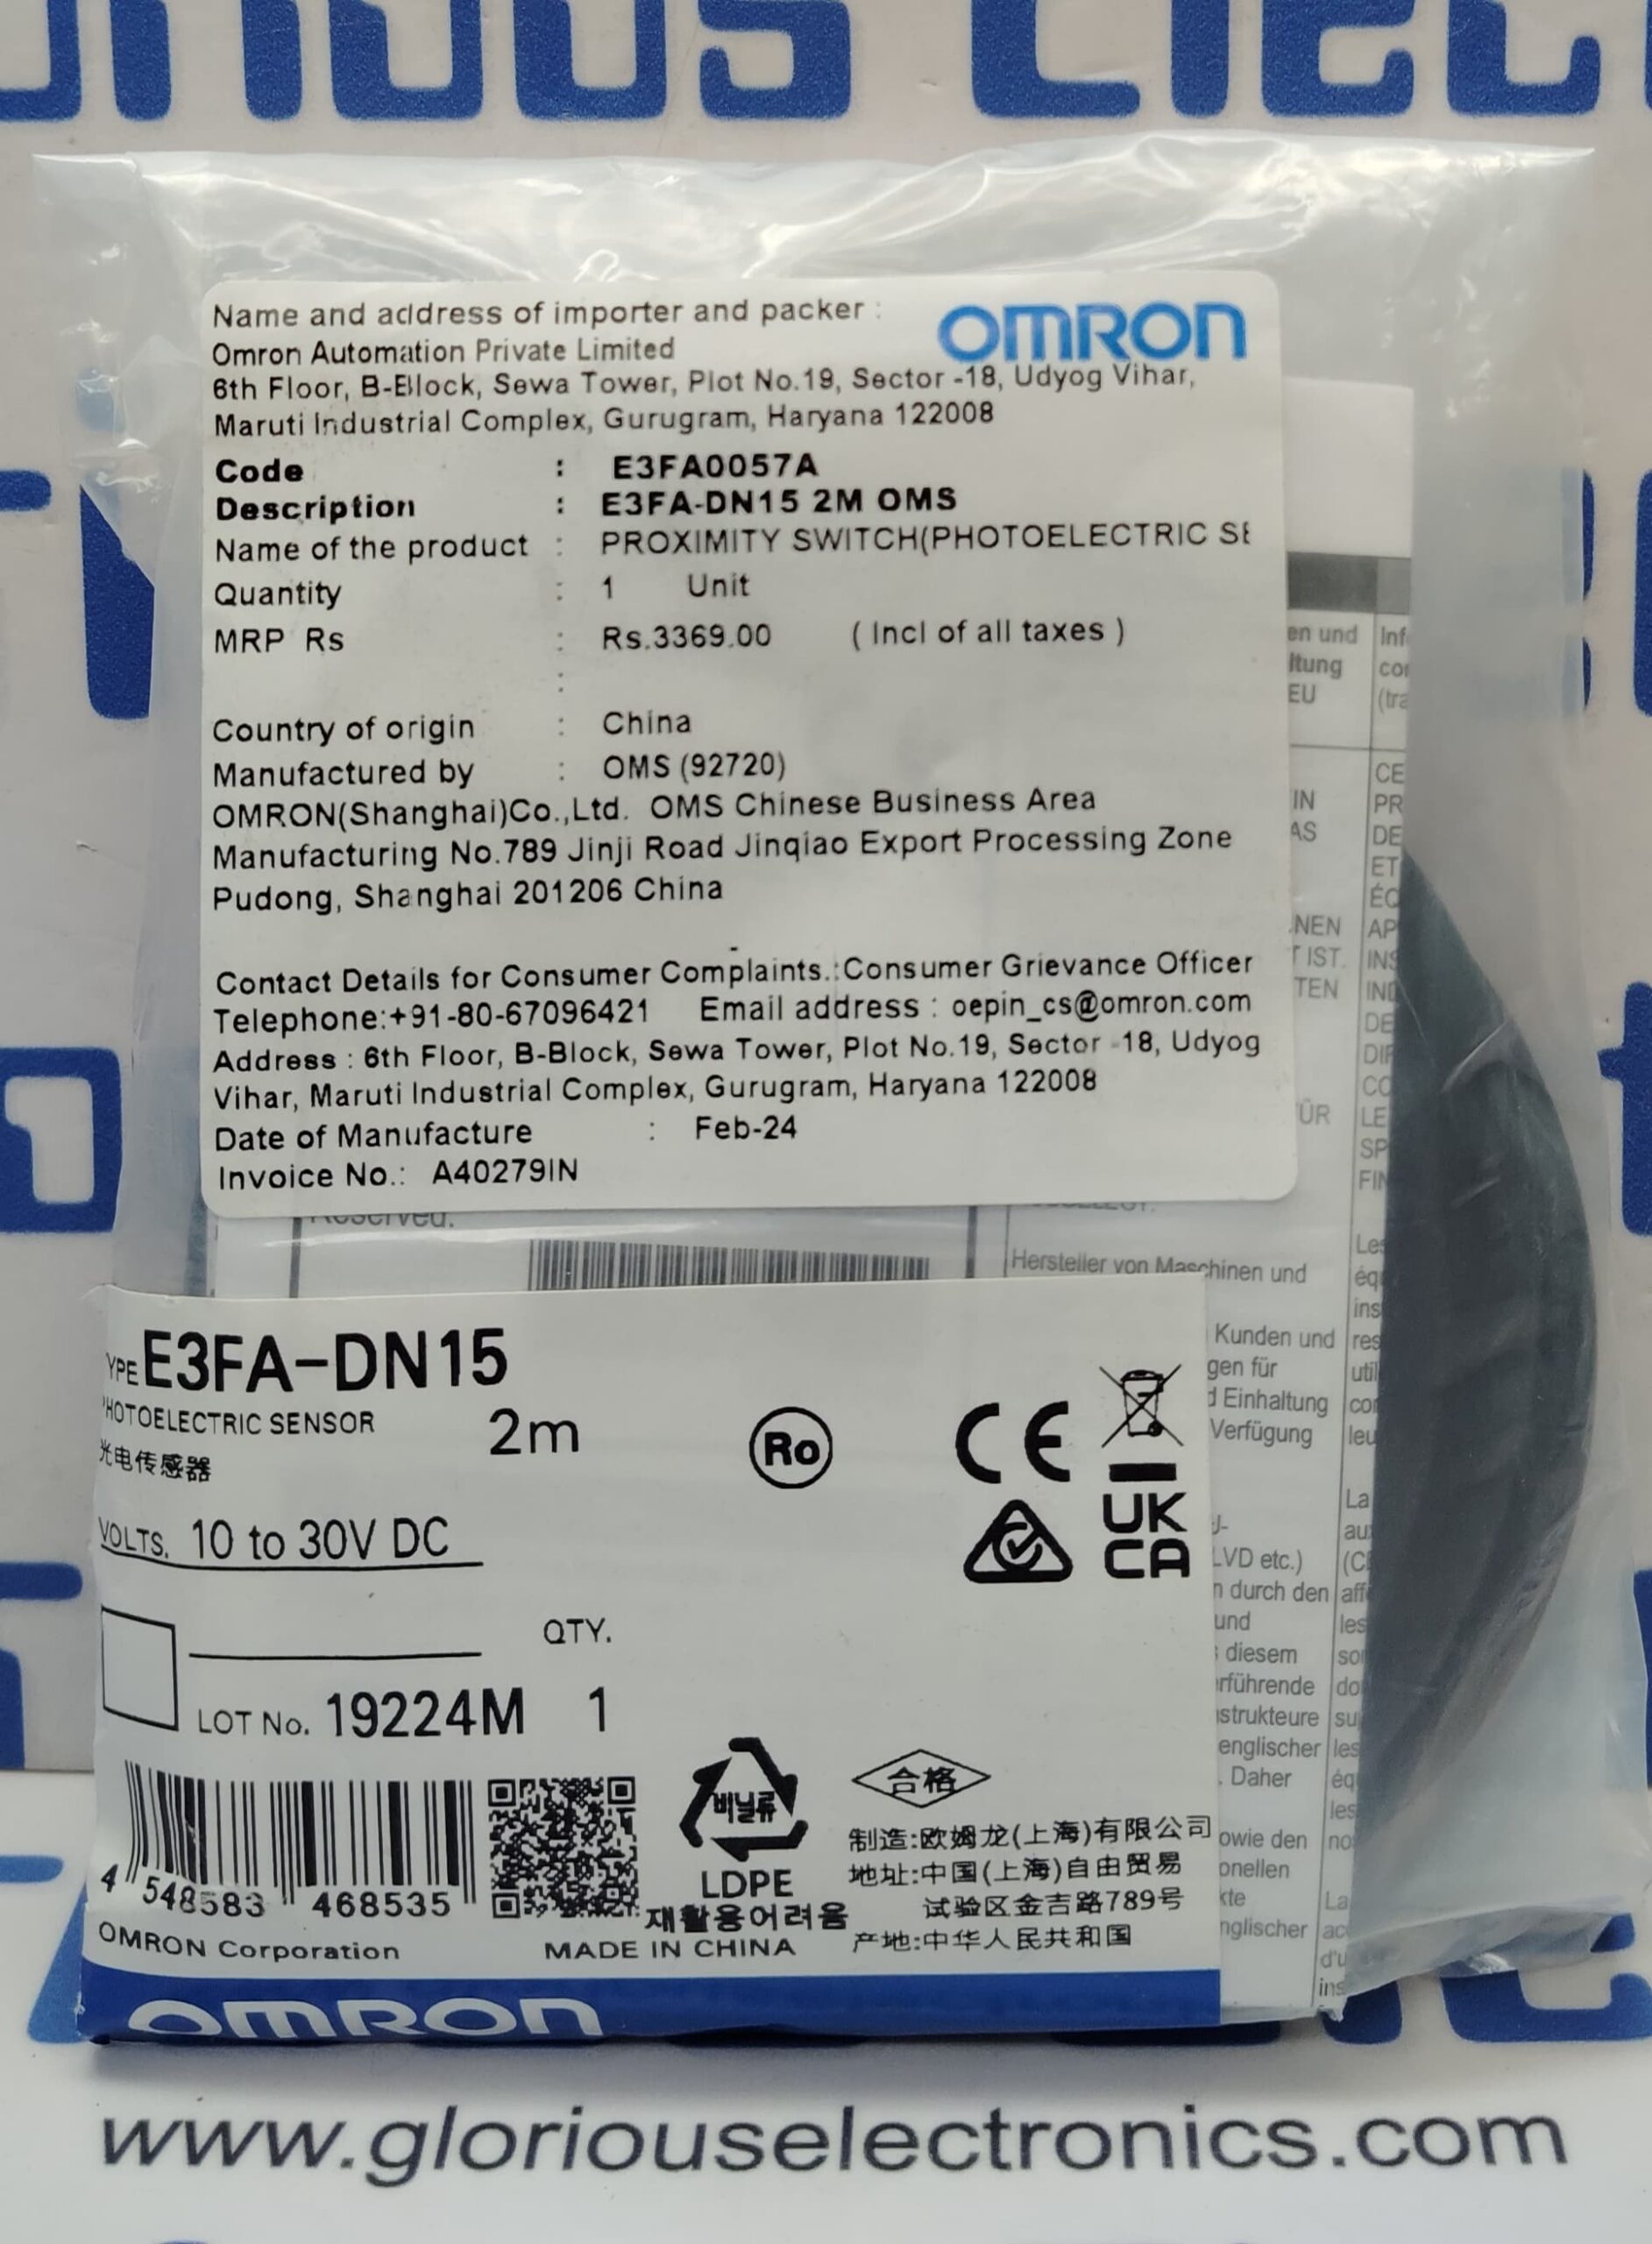 Name and address of importer and packer :
OMRON
Omron Automation Private Limited
6th Floor, B-Block, Sewa Tower, Plot No.19, Sector -18, Udyog Vihar,
Maruti Industrial Complex, Gurugram, Haryana 122008
Code : E3FA0057A
Description : E3FA-DN15 2M OMS
Name of the product : PROXIMITY SWITCH(PHOTOELECTRIC SE
Quantity : 1 Unit
MRP Rs : Rs.3369.00 ( Incl of all taxes )
:
Country of origin : China
Manufactured by : OMS (92720)
OMRON(Shanghai)Co.,Ltd. OMS Chinese Business Area
Manufacturing No.789 Jinji Road Jinqiao Export Processing Zone
Pudong, Shanghai 201206 China
Contact Details for Consumer Complaints.:Consumer Grievance Officer
Telephone:+91-80-67096421 Email address : oepin_cs@omron.com
Address : 6th Floor, B-Block, Sewa Tower, Plot No.19, Sector -18, Udyog
Vihar, Maruti Industrial Complex, Gurugram, Haryana 122008
Date of Manufacture : Feb-24
Invoice No.: A40279IN
Reserved.
Hersteller von Maschinen und
Kunden und
gen für
d Einhaltung
Verfügung
LVD etc.)
n durch den
und
diesem
rführende
strukteure
englischer
. Daher
owie den
onellen
kte
nglischer
YPE E3FA-DN15
PHOTOELECTRIC SENSOR 2m
光电传感器
Ro
CE
UK
CA
VOLTS. 10 to 30V DC
QTY.
LOT No. 19224M 1
비닐류
LDPE
재활용어려움
4 548583 468535
OMRON Corporation
MADE IN CHINA
合格
制造:欧姆龙(上海)有限公司
地址:中国(上海)自由贸易
试验区金吉路789号
产地:中华人民共和国
OMRON
www.gloriouselectronics.com